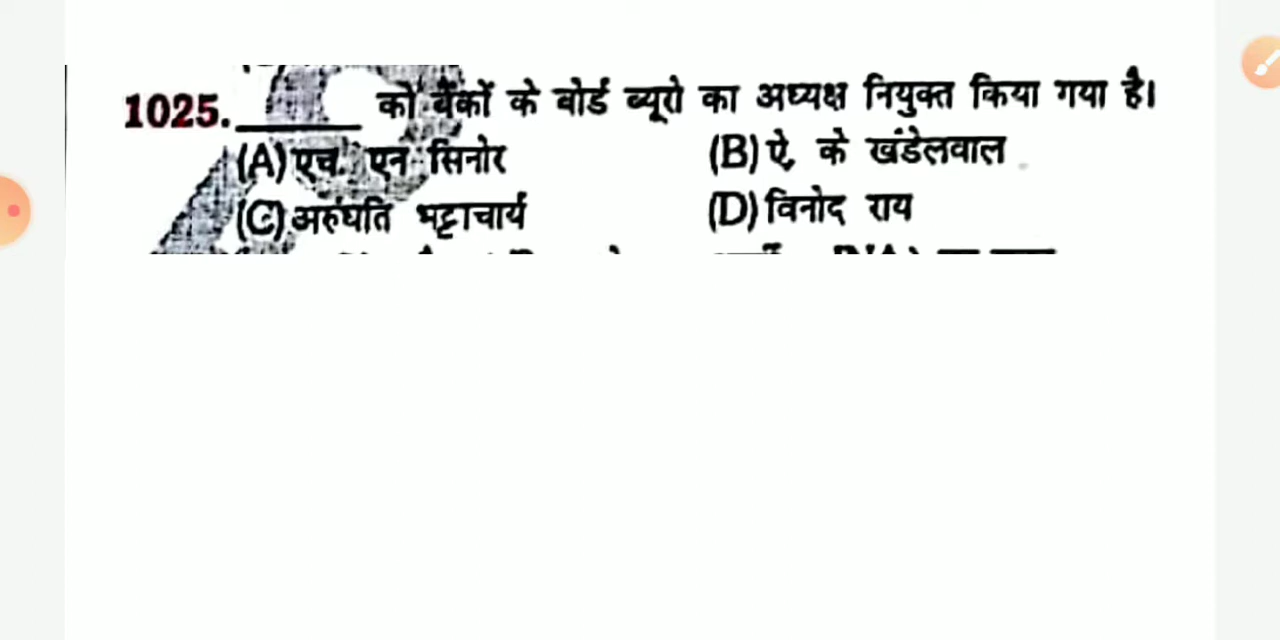 1025. ______ को बैंकों के बोर्ड ब्यूरो का अध्यक्ष नियुक्त किया गया है।
(A) एच. एन सिनोर (B) ऐ. के खंडेलवाल
(C) अरुंधति भट्टाचार्य (D) विनोद राय